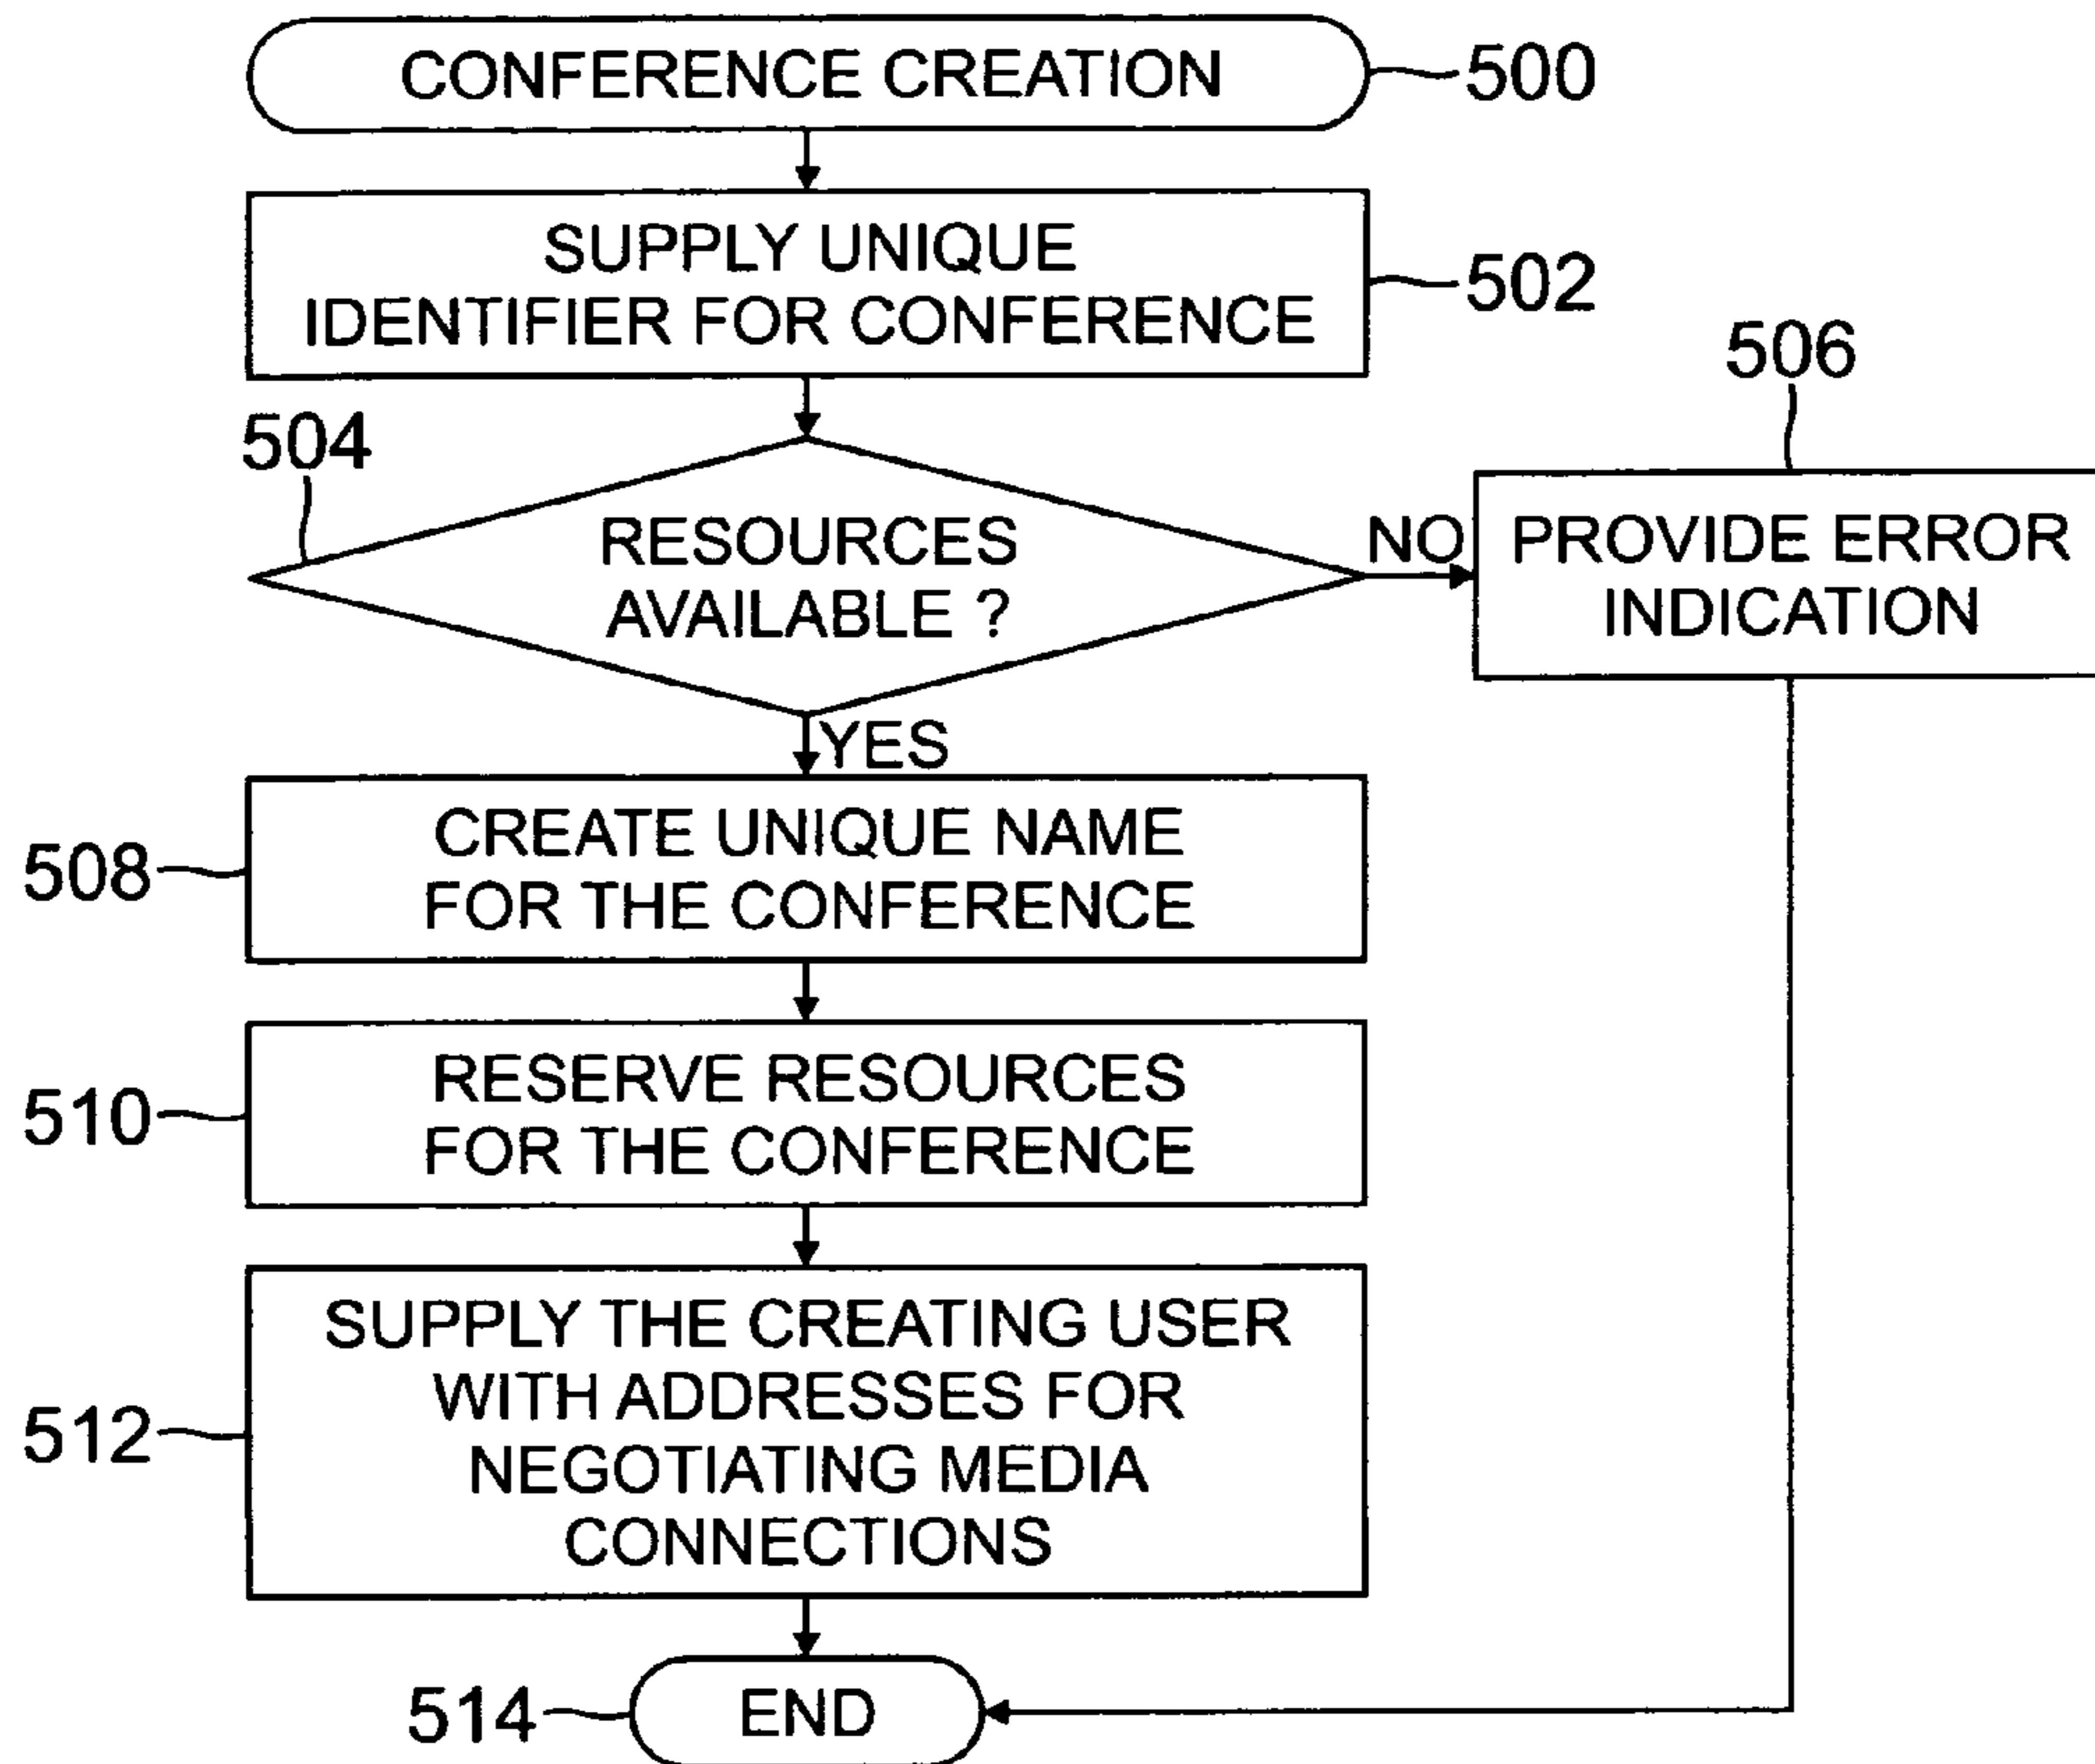 CONFERENCE CREATION
500
SUPPLY UNIQUE
IDENTIFIER FOR CONFERENCE
502
504
RESOURCES
AVAILABLE ?
NO
506
PROVIDE ERROR
INDICATION
YES
508
CREATE UNIQUE NAME
FOR THE CONFERENCE
510
RESERVE RESOURCES
FOR THE CONFERENCE
512
SUPPLY THE CREATING USER
WITH ADDRESSES FOR
NEGOTIATING MEDIA
CONNECTIONS
514
END